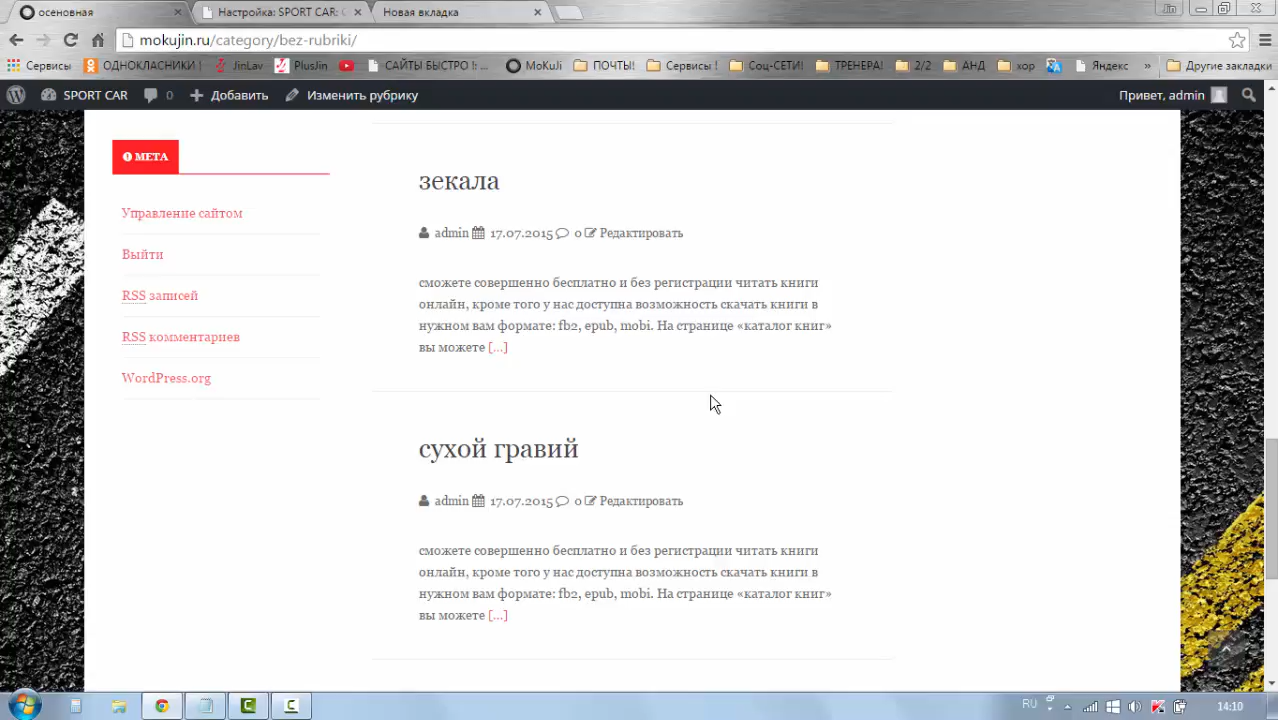 осеновная
Настройка: SPORT CAR: С
Новая вкладка
mokujin.ru/category/bez-rubriki/
Сервисы
ОДНОКЛАСНИКИ
JinLav
PlusJin
САЙТЫ БЫСТРО !: ...
MoKuJi
ПОЧТЫ!
Сервисы !
Соц-СЕТИ!
ТРЕНЕРА!
2/2
АНД
хор
Яндекс
»
Другие закладки
SPORT CAR
0
Добавить
Изменить рубрику
Привет, admin
МЕТА
Управление сайтом
Выйти
RSS записей
RSS комментариев
WordPress.org
зекала
admin 17.07.2015 0 Редактировать
сможете совершенно бесплатно и без регистрации читать книги
онлайн, кроме того у нас доступна возможность скачать книги в
нужном вам формате: fb2, epub, mobi. На странице «каталог книг»
вы можете [...]
сухой гравий
admin 17.07.2015 0 Редактировать
сможете совершенно бесплатно и без регистрации читать книги
онлайн, кроме того у нас доступна возможность скачать книги в
нужном вам формате: fb2, epub, mobi. На странице «каталог книг»
вы можете [...]
RU
14:10